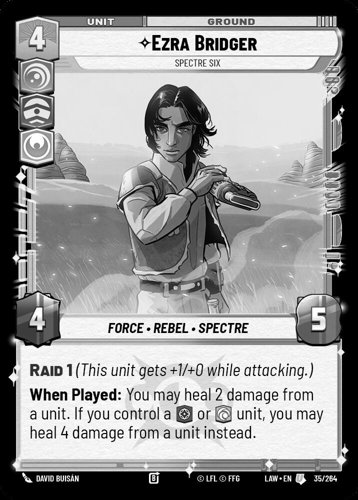 UNIT
GROUND
4
EZRA BRIDGER
SPECTRE SIX
4
5
FORCE • REBEL • SPECTRE
RAID 1 (This unit gets +1/+0 while attacking.)
When Played: You may heal 2 damage from
a unit. If you control a or unit, you may
heal 4 damage from a unit instead.
DAVID BUISÁN
© LFL © FFG
LAW • EN
35/264